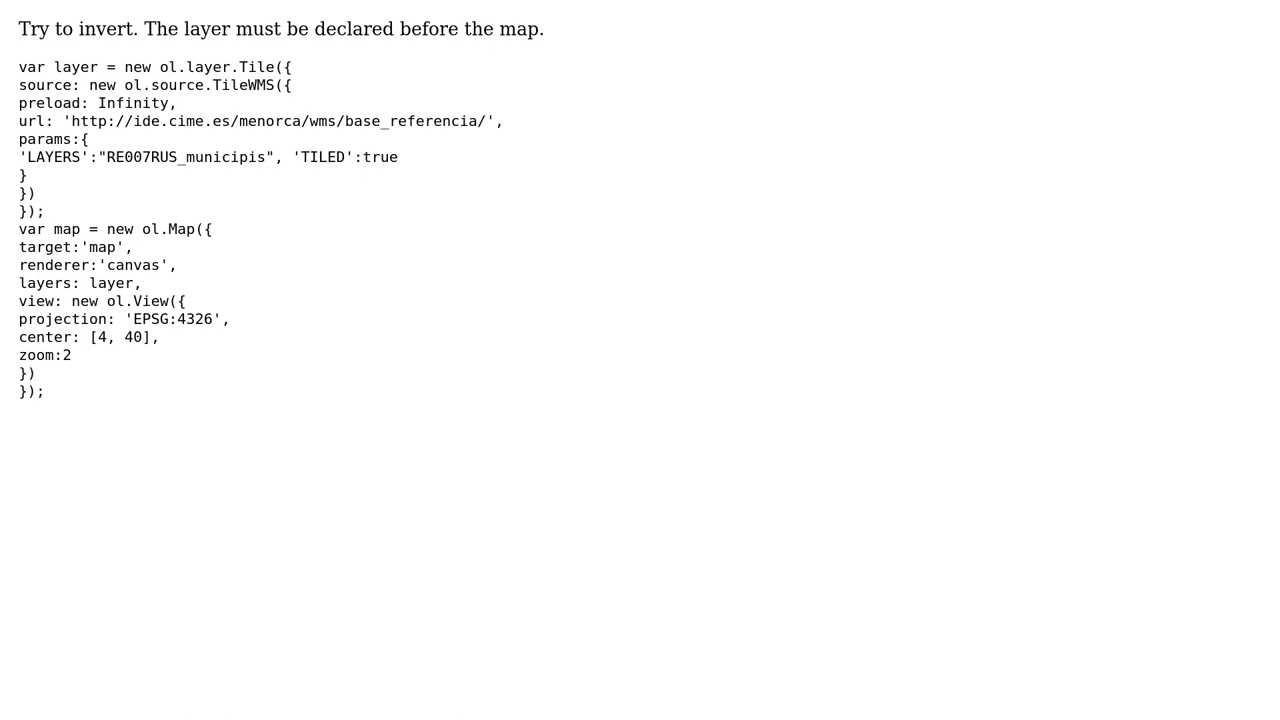 Try to invert. The layer must be declared before the map.
var layer = new ol.layer.Tile({
source: new ol.source.TileWMS({
preload: Infinity,
url: 'http://ide.cime.es/menorca/wms/base_referencia/',
params:{
'LAYERS':"RE007RUS_municipis", 'TILED':true
}
})
});
var map = new ol.Map({
target:'map',
renderer:'canvas',
layers: layer,
view: new ol.View({
projection: 'EPSG:4326',
center: [4, 40],
zoom:2
})
});